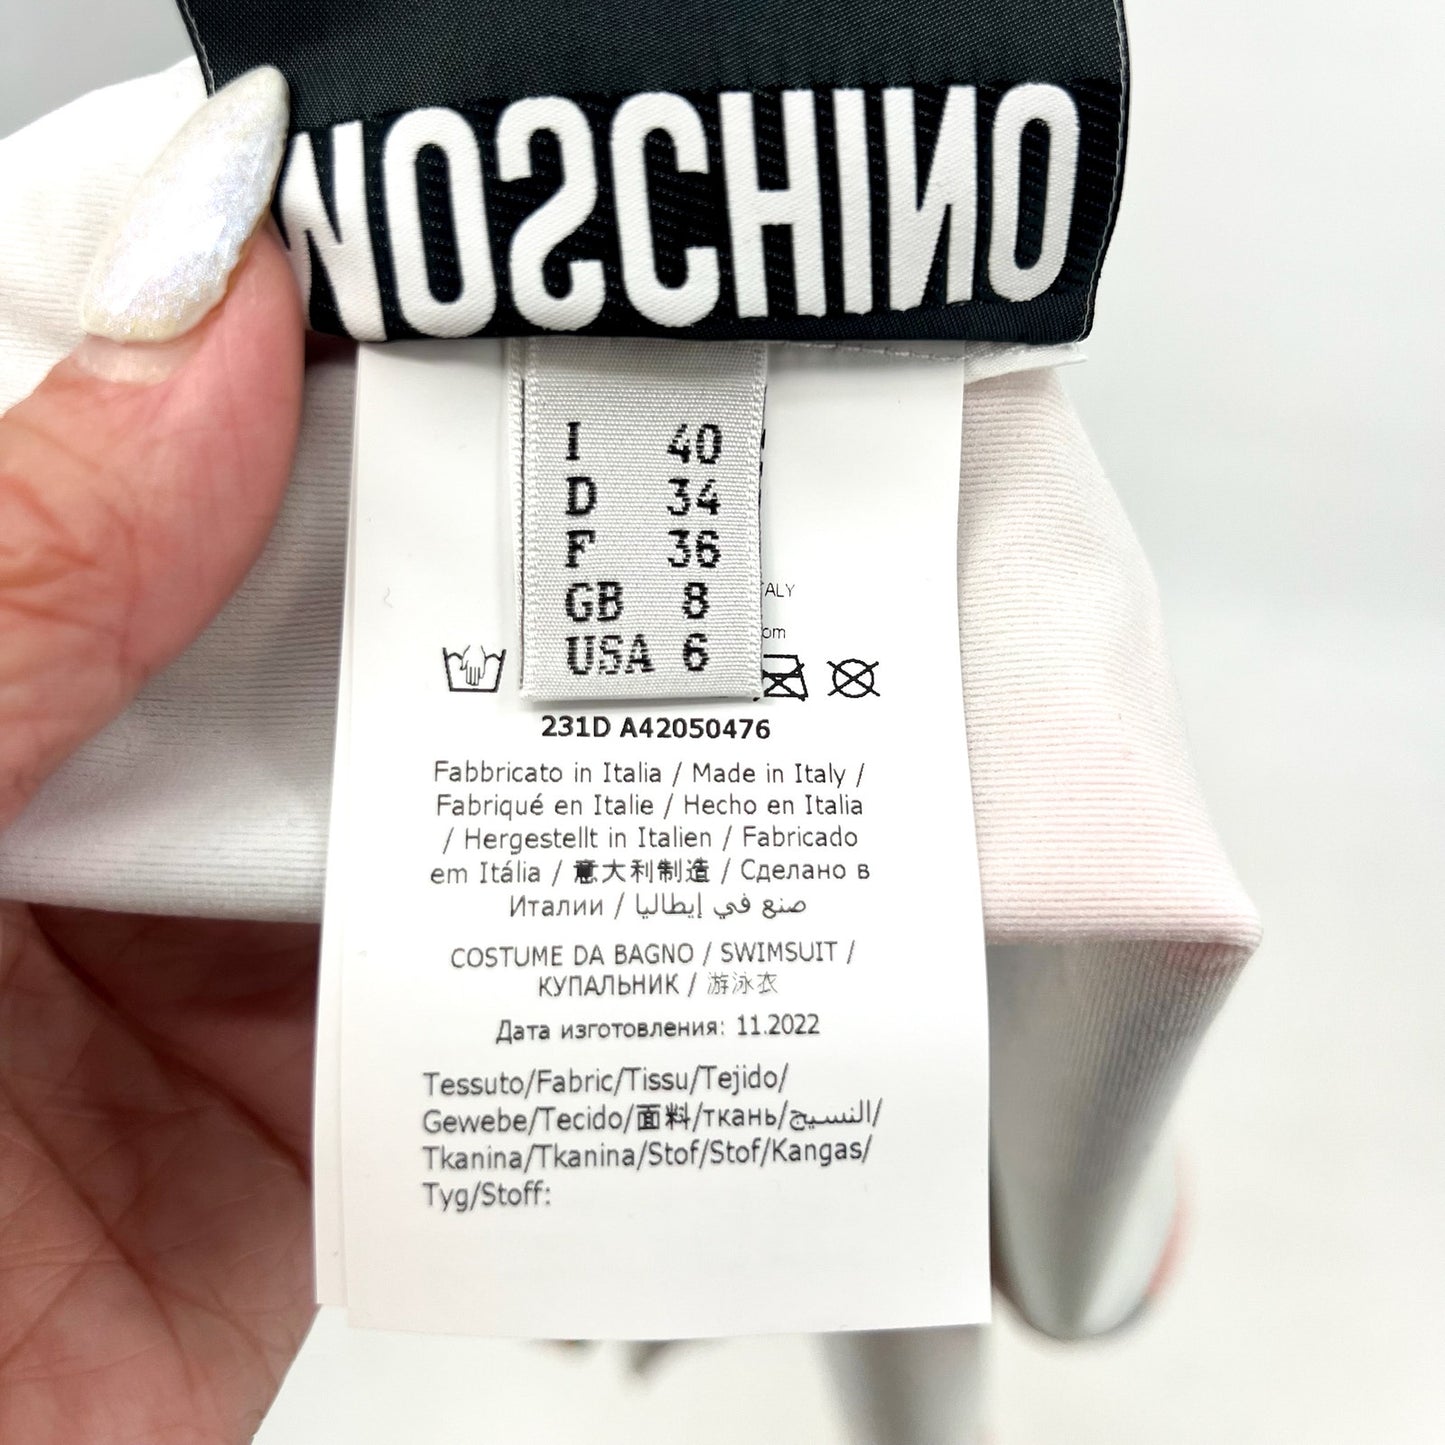 MOSCHINO
I 40
D 34
F 36
GB 8
USA 6
231D A42050476
Fabbricato in Italia / Made in Italy /
Fabriqué en Italie / Hecho en Italia
/ Hergestellt in Italien / Fabricado
em Itália / 意大利制造 / Сделано в
Италии / صنع في إيطاليا
COSTUME DA BAGNO / SWIMSUIT /
КУПАЛЬНИК / 游泳衣
Дата изготовления: 11.2022
Tessuto/Fabric/Tissu/Tejido/
Gewebe/Tecido/面料/ткань/النسيج/
Tkanina/Tkanina/Stof/Stof/Kangas/
Tyg/Stoff: